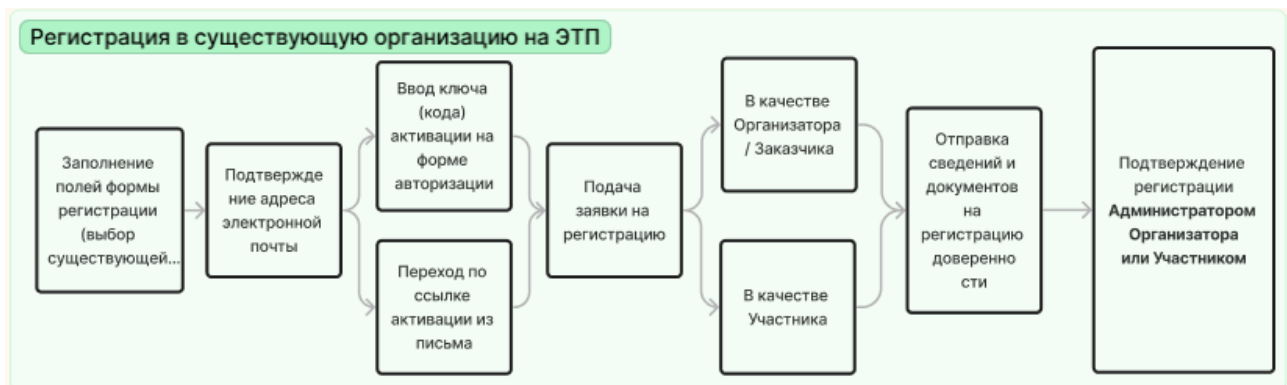 Регистрация в существующую организацию на ЭТП
Заполнение
полей формы
регистрации
(выбор
существующей...
Подтвержде
ние адреса
электронной
почты
Ввод ключа
(кода)
активации на
форме
авторизации
Переход по
ссылке
активации из
письма
Подача
заявки на
регистрацию
В качестве
Организатора
/ Заказчика
В качестве
Участника
Отправка
сведений и
документов
на
регистрацию
доверенно
сти
Подтверждение
регистрации
Администратором
Организатора
или Участником